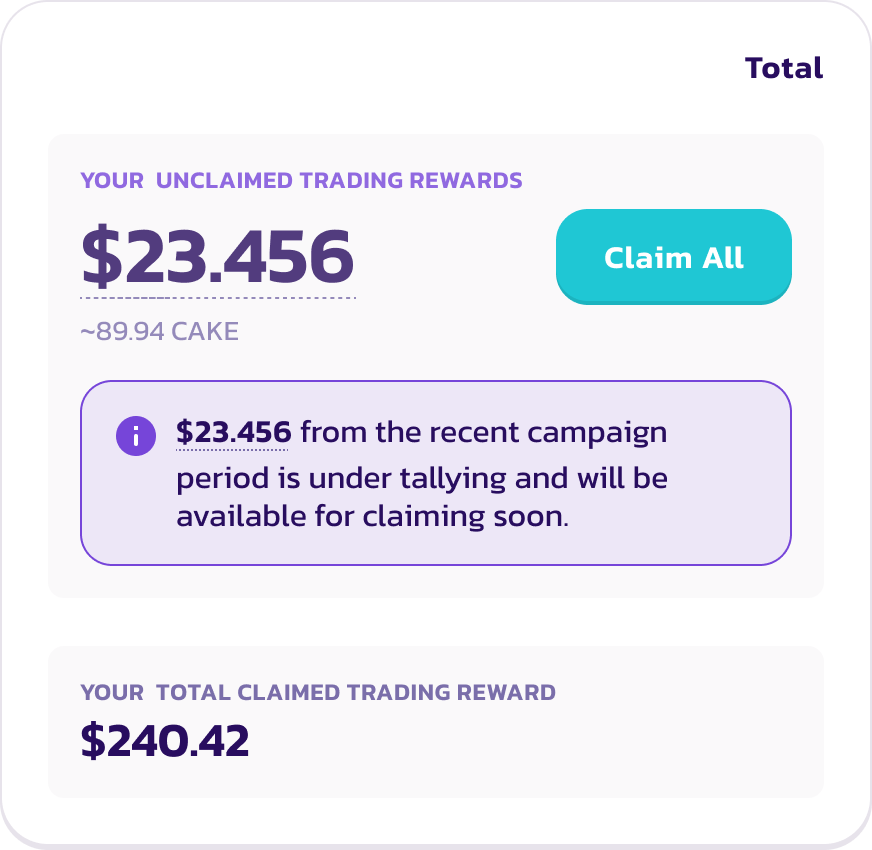 Total
YOUR UNCLAIMED TRADING REWARDS
$23.456
Claim All
~89.94 CAKE
$23.456 from the recent campaign
period is under tallying and will be
available for claiming soon.
YOUR TOTAL CLAIMED TRADING REWARD
$240.42